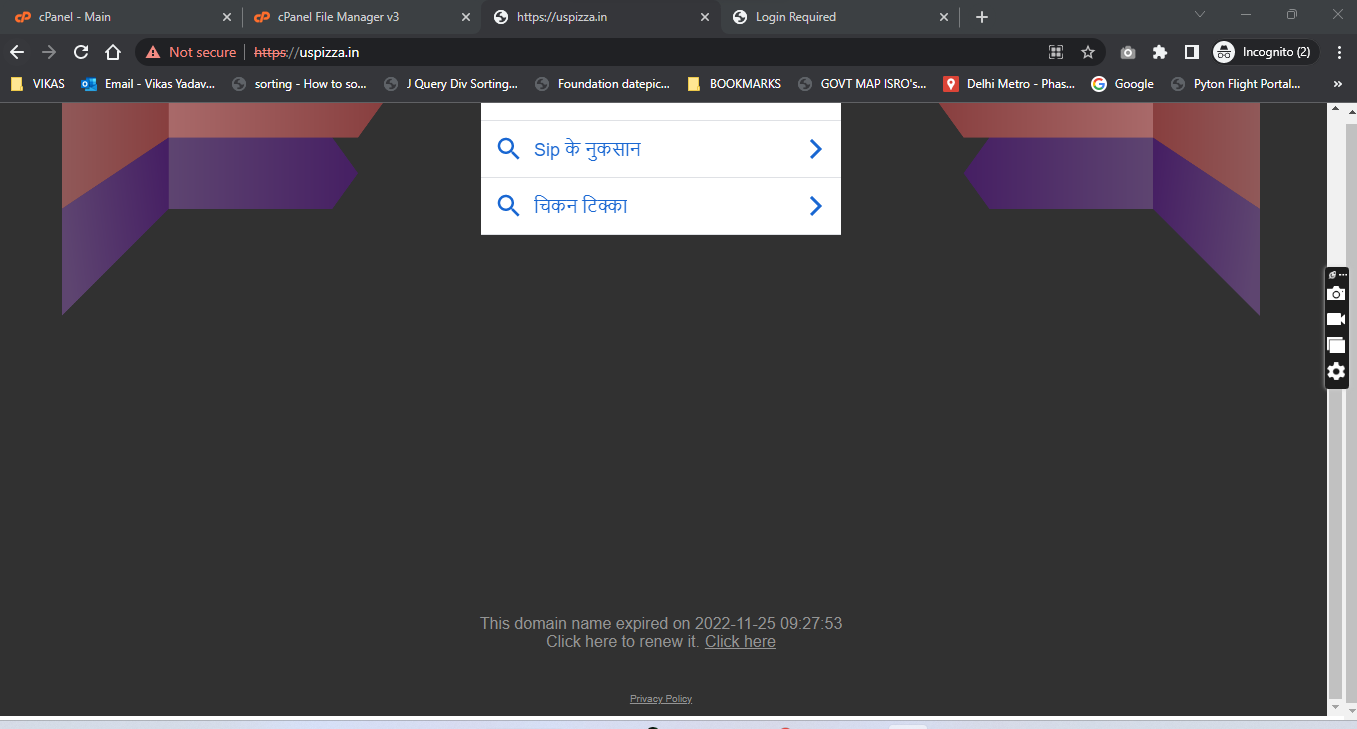 cPanel - Main
cPanel File Manager v3
https://uspizza.in
Login Required
Not secure
https://uspizza.in
Incognito (2)
VIKAS
Email - Vikas Yadav...
sorting - How to so...
J Query Div Sorting...
Foundation datepic...
BOOKMARKS
GOVT MAP ISRO's...
Delhi Metro - Phas...
Google
Pyton Flight Portal...
»
Sip के नुकसान
चिकन टिक्का
This domain name expired on 2022-11-25 09:27:53
Click here to renew it. Click here
Privacy Policy